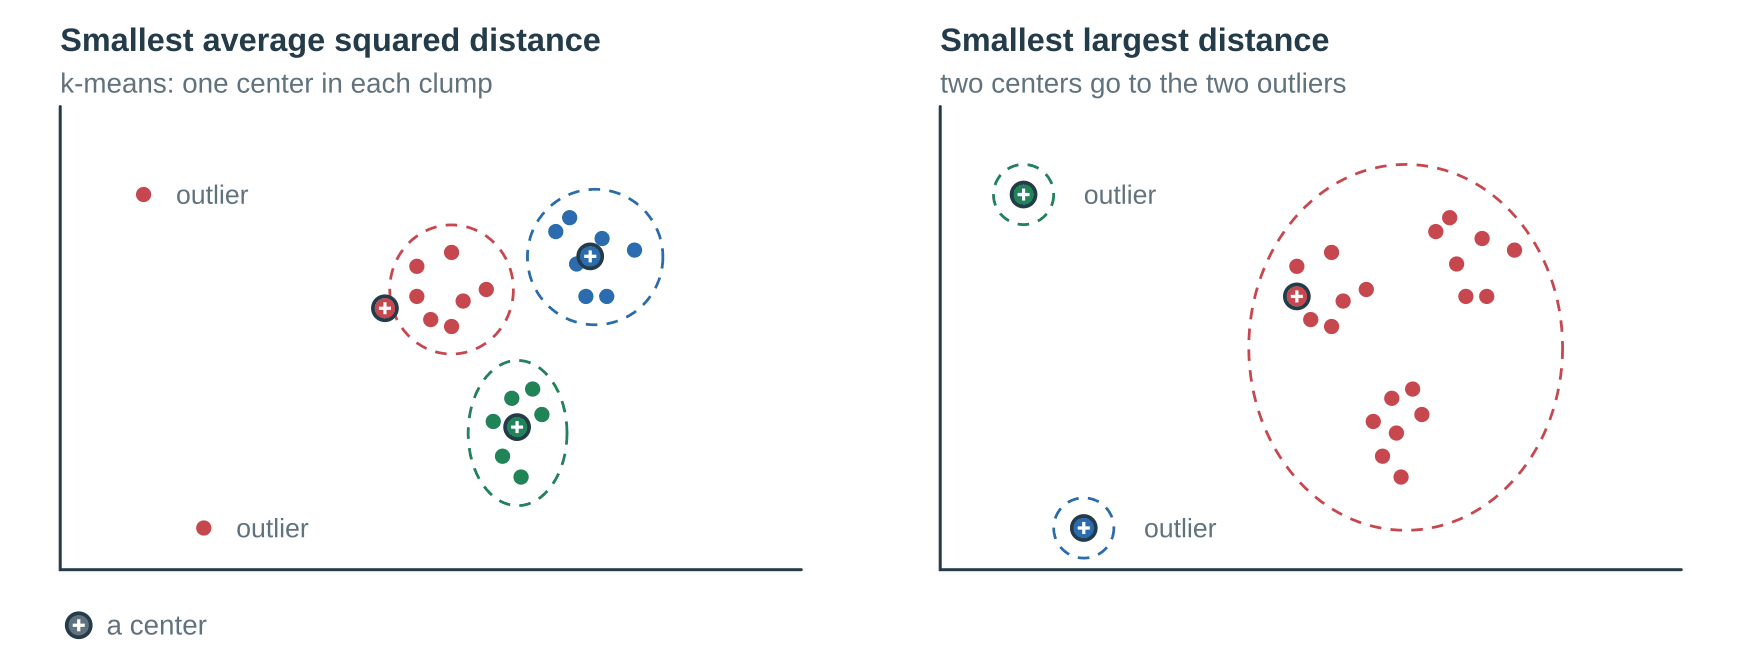 Smallest average squared distance
k-means: one center in each clump
outlier
outlier
a center
Smallest largest distance
two centers go to the two outliers
outlier
outlier